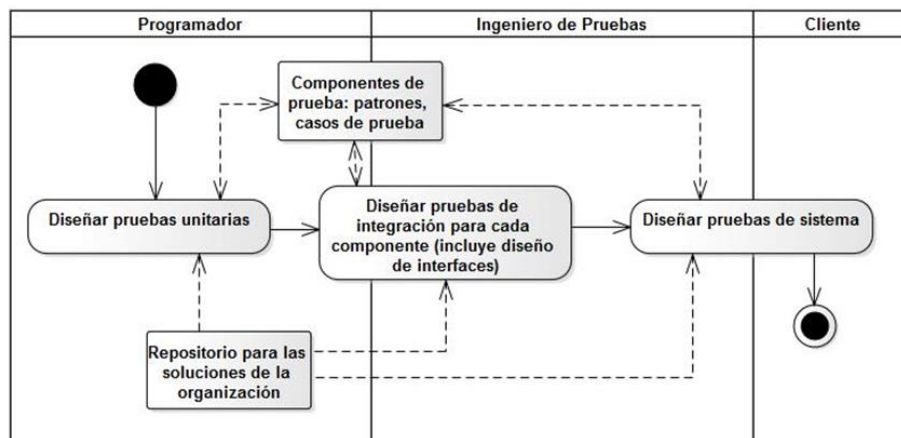 Programador
Ingeniero de Pruebas
Cliente
Componentes de
prueba: patrones,
casos de prueba
Diseñar pruebas unitarias
Diseñar pruebas de
integración para cada
componente (incluye diseño
de interfaces)
Diseñar pruebas de sistema
Repositorio para las
soluciones de la
organización